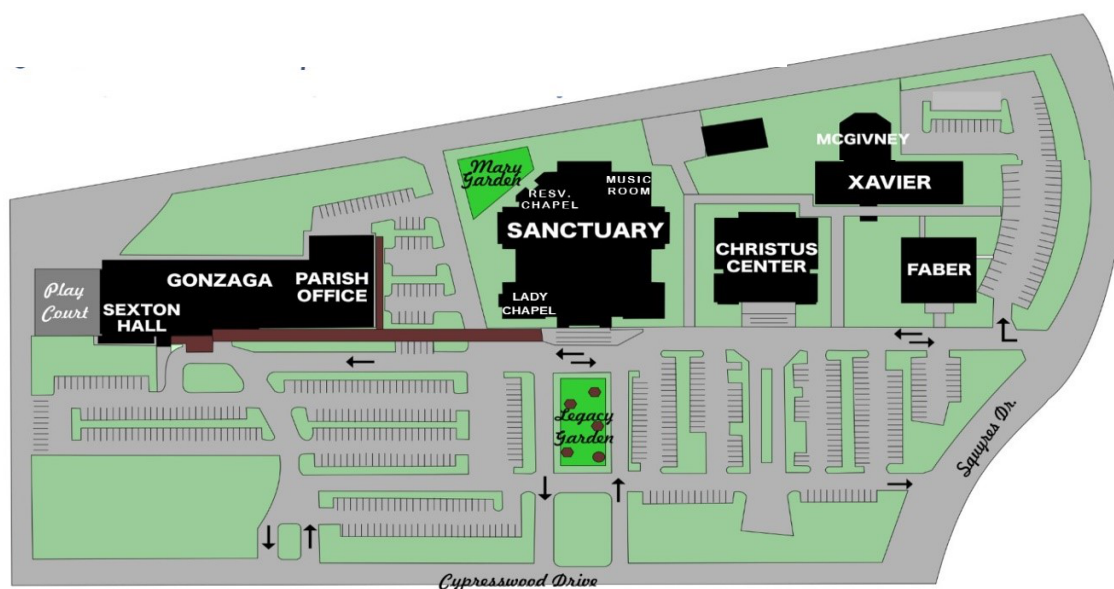 MCGIVNEY
XAVIER
Mary
Garden
RESV.
CHAPEL
MUSIC
ROOM
SANCTUARY
LADY
CHAPEL
CHRISTUS
CENTER
FABER
GONZAGA
PARISH
OFFICE
SEXTON
HALL
Play
Court
Legacy
Garden
Squyres Dr.
Cypresswood Drive